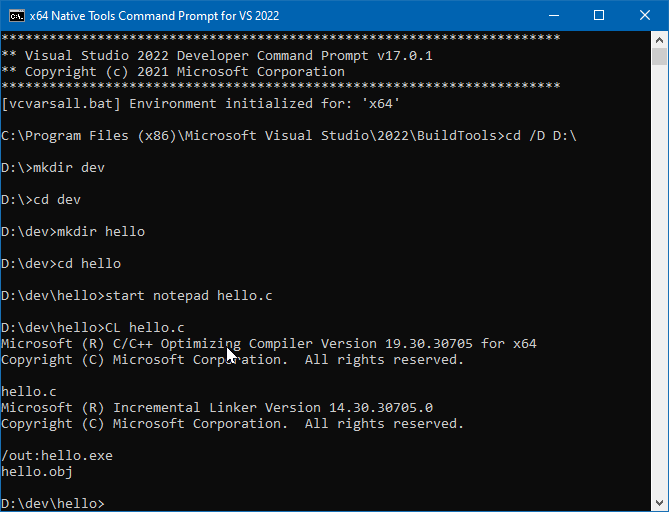 x64 Native Tools Command Prompt for VS 2022
**********************************************************************
** Visual Studio 2022 Developer Command Prompt v17.0.1
** Copyright (c) 2021 Microsoft Corporation
**********************************************************************
[vcvarsall.bat] Environment initialized for: 'x64'
C:\Program Files (x86)\Microsoft Visual Studio\2022\BuildTools>cd /D D:\
D:\>mkdir dev
D:\>cd dev
D:\dev>mkdir hello
D:\dev>cd hello
D:\dev\hello>start notepad hello.c
D:\dev\hello>CL hello.c
Microsoft (R) C/C++ Optimizing Compiler Version 19.30.30705 for x64
Copyright (C) Microsoft Corporation.  All rights reserved.
hello.c
Microsoft (R) Incremental Linker Version 14.30.30705.0
Copyright (C) Microsoft Corporation.  All rights reserved.
/out:hello.exe
hello.obj
D:\dev\hello>